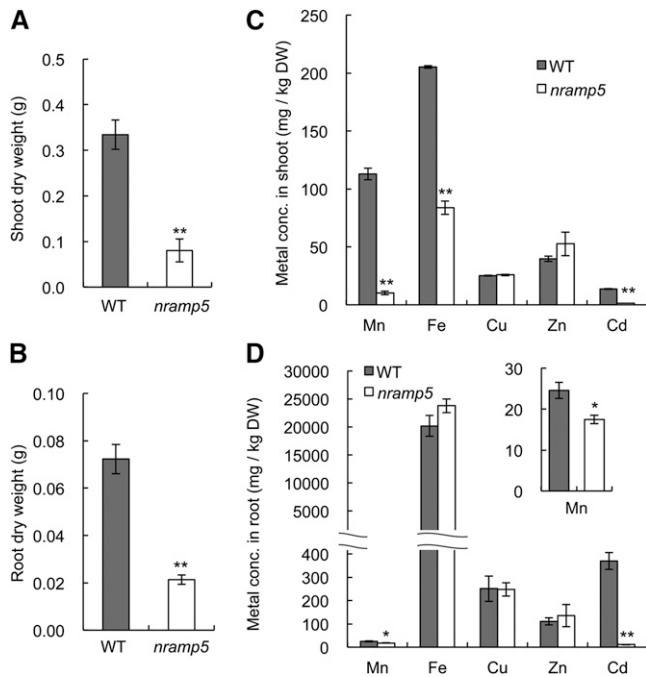 A
Shoot dry weight (g)
0.5
0.4
0.3
0.2
0.1
0.0
**
WT nramp5
B
Root dry weight (g)
0.10
0.08
0.06
0.04
0.02
0.00
**
WT nramp5
C
Metal conc. in shoot (mg / kg DW)
250
200
150
100
50
0
WT
nramp5
**
**
**
Mn Fe Cu Zn Cd
D
Metal conc. in root (mg / kg DW)
30000
25000
20000
15000
10000
5000
400
300
200
100
0
WT
nramp5
*
**
Mn Fe Cu Zn Cd
30
20
10
0
*
Mn